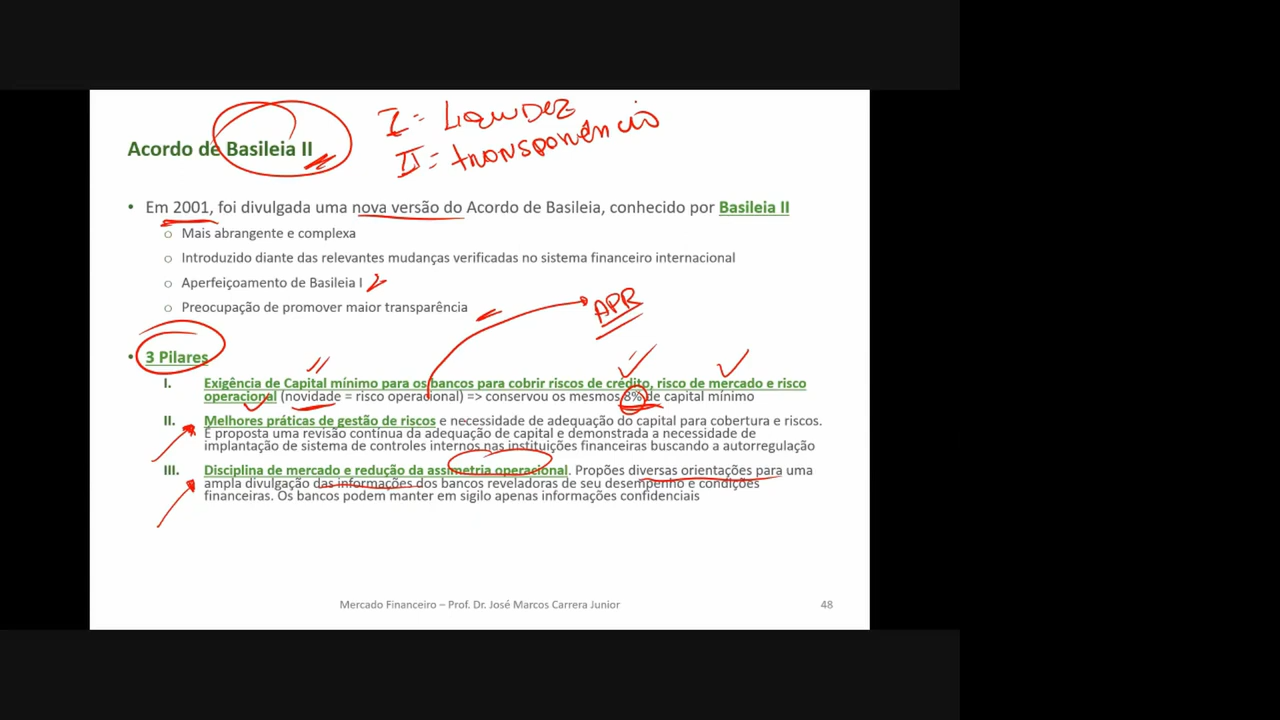 I = Liquidez
II = transparência
Acordo de Basileia II
• Em 2001, foi divulgada uma nova versão do Acordo de Basileia, conhecido por Basileia II
o Mais abrangente e complexa
o Introduzido diante das relevantes mudanças verificadas no sistema financeiro internacional
o Aperfeiçoamento de Basileia I
o Preocupação de promover maior transparência
APR
• 3 Pilares
I. Exigência de Capital mínimo para os bancos para cobrir riscos de crédito, risco de mercado e risco
operacional (novidade = risco operacional) => conservou os mesmos 8% de capital mínimo
II. Melhores práticas de gestão de riscos e necessidade de adequação do capital para cobertura e riscos.
É proposta uma revisão contínua da adequação de capital e demonstrada a necessidade de
implantação de sistema de controles internos nas instituições financeiras buscando a autorregulação
III. Disciplina de mercado e redução da assimetria operacional. Propões diversas orientações para uma
ampla divulgação das informações dos bancos reveladoras de seu desempenho e condições
financeiras. Os bancos podem manter em sigilo apenas informações confidenciais
Mercado Financeiro – Prof. Dr. José Marcos Carrera Junior
48